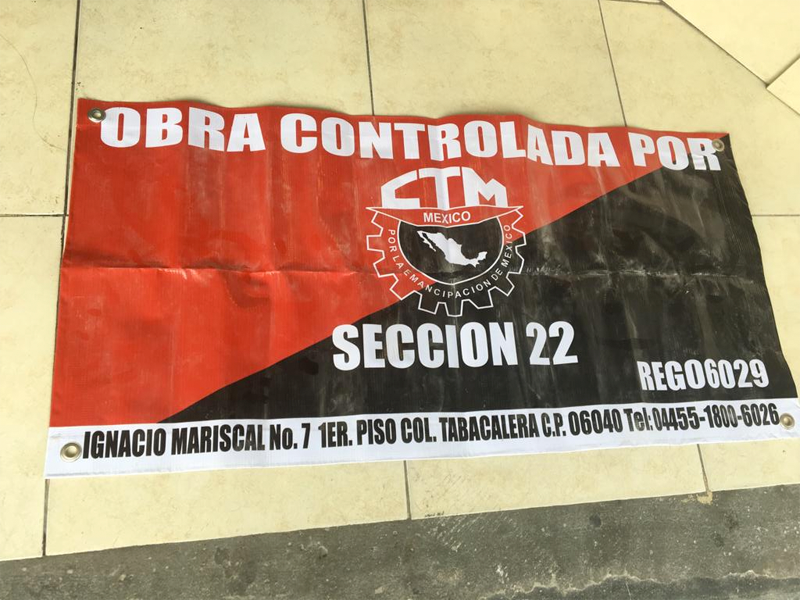 OBRA CONTROLADA POR
CTM
MEXICO
POR LA EMANCIPACION DE MEXICO
SECCION 22
REG06029
IGNACIO MARISCAL No. 7 1ER. PISO COL. TABACALERA C.P. 06040 Tel: 04455-1800-6026